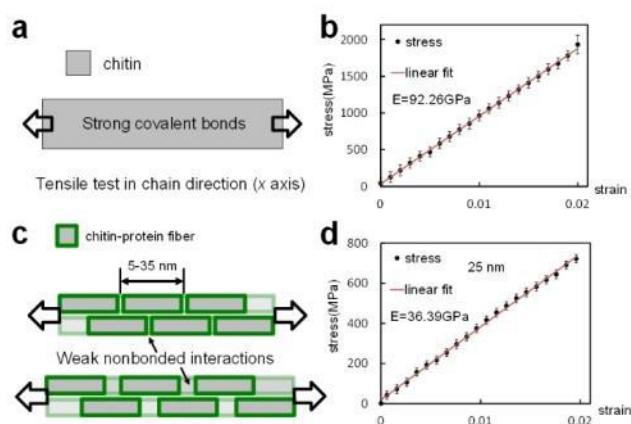 a
chitin
Strong covalent bonds
Tensile test in chain direction (x axis)
b
stress(MPa)
2000
1500
1000
500
0
stress
linear fit
E=92.26GPa
0
0.01
0.02
strain
c
chitin-protein fiber
5-35 nm
Weak nonbonded interactions
d
stress(MPa)
800
600
400
200
0
stress
25 nm
linear fit
E=36.39GPa
0
0.01
0.02
strain